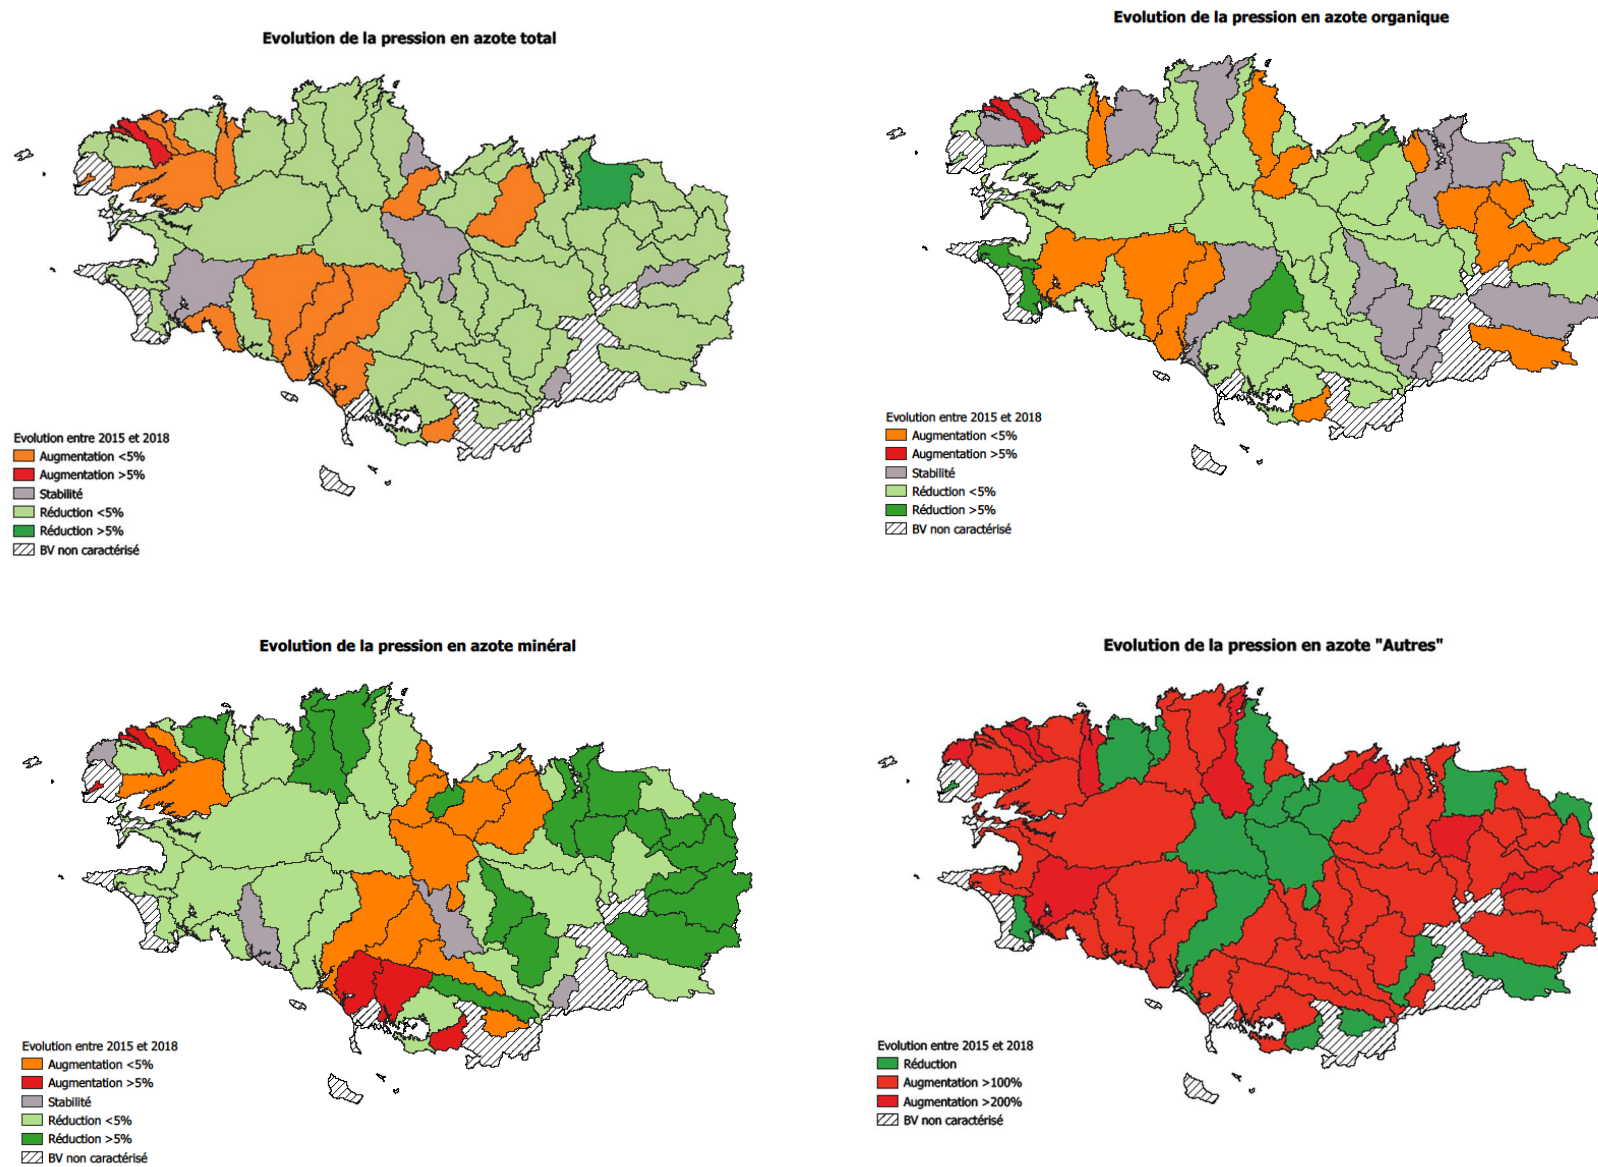 Evolution de la pression en azote total
Evolution entre 2015 et 2018
Augmentation <5%
Augmentation >5%
Stabilité
Réduction <5%
Réduction >5%
BV non caractérisé
Evolution de la pression en azote organique
Evolution entre 2015 et 2018
Augmentation <5%
Augmentation >5%
Stabilité
Réduction <5%
Réduction >5%
BV non caractérisé
Evolution de la pression en azote minéral
Evolution entre 2015 et 2018
Augmentation <5%
Augmentation >5%
Stabilité
Réduction <5%
Réduction >5%
BV non caractérisé
Evolution de la pression en azote "Autres"
Evolution entre 2015 et 2018
Réduction
Augmentation >100%
Augmentation >200%
BV non caractérisé